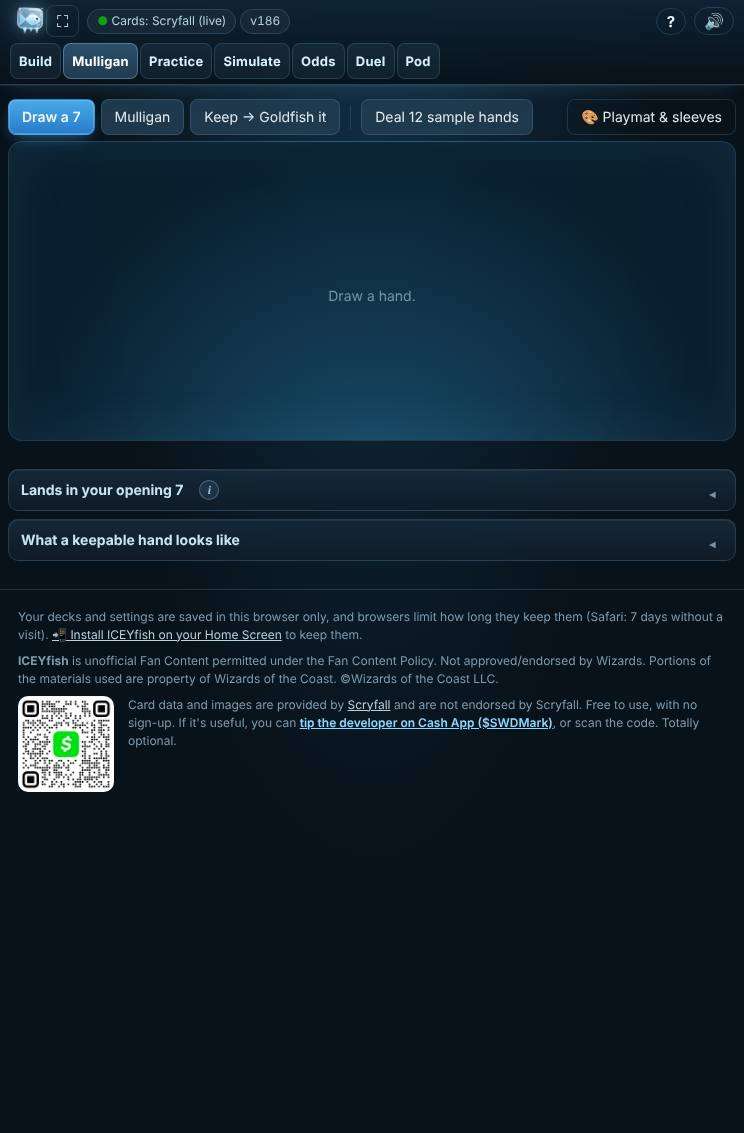 Cards: Scryfall (live) v186 ?
Build Mulligan Practice Simulate Odds Duel Pod
Draw a 7 Mulligan Keep → Goldfish it Deal 12 sample hands Playmat & sleeves
Draw a hand.
Lands in your opening 7 i
What a keepable hand looks like
Your decks and settings are saved in this browser only, and browsers limit how long they keep them (Safari: 7 days without a
visit). Install ICEYfish on your Home Screen to keep them.
ICEYfish is unofficial Fan Content permitted under the Fan Content Policy. Not approved/endorsed by Wizards. Portions of
the materials used are property of Wizards of the Coast. ©Wizards of the Coast LLC.
Card data and images are provided by Scryfall and are not endorsed by Scryfall. Free to use, with no
sign-up. If it's useful, you can tip the developer on Cash App ($SWDMark), or scan the code. Totally
optional.
$